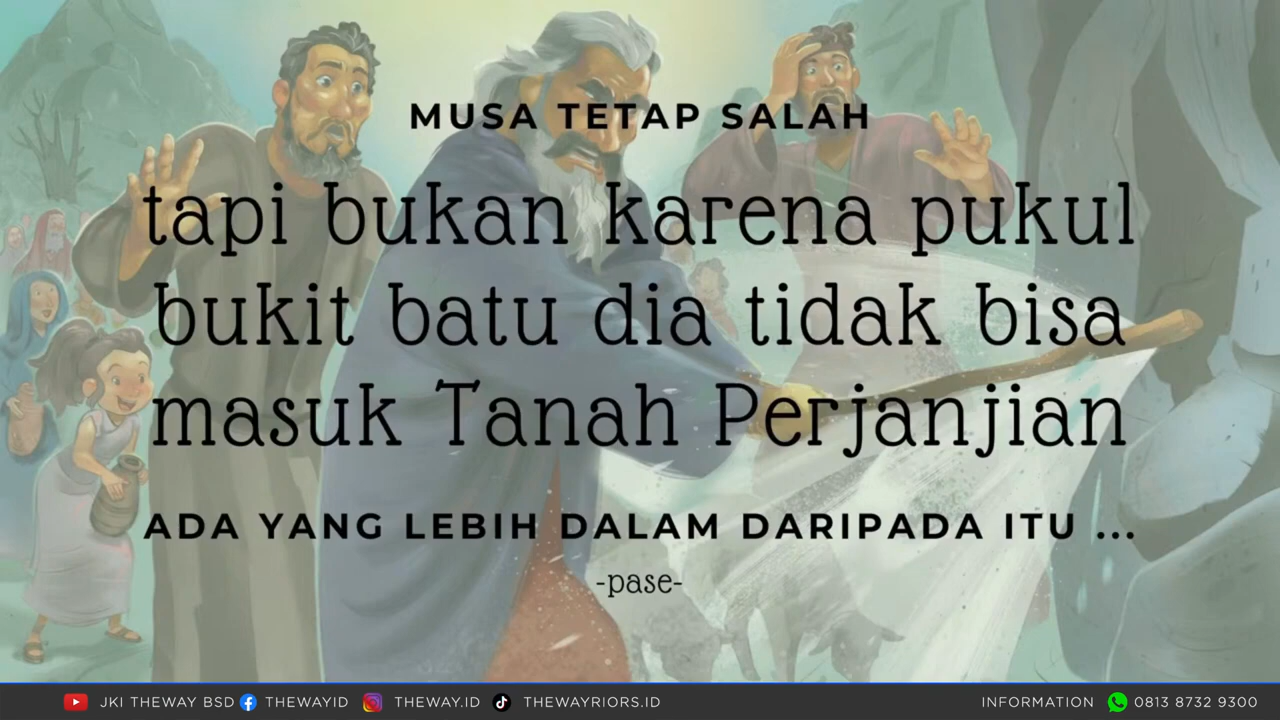 MUSA TETAP SALAH
tapi bukan karena pukul
bukit batu dia tidak bisa
masuk Tanah Perjanjian
ADA YANG LEBIH DALAM DARIPADA ITU ...
-pase-
JKI THEWAY BSD THEWAYID THEWAY.ID THEWAYRIORS.ID INFORMATION 0813 8732 9300